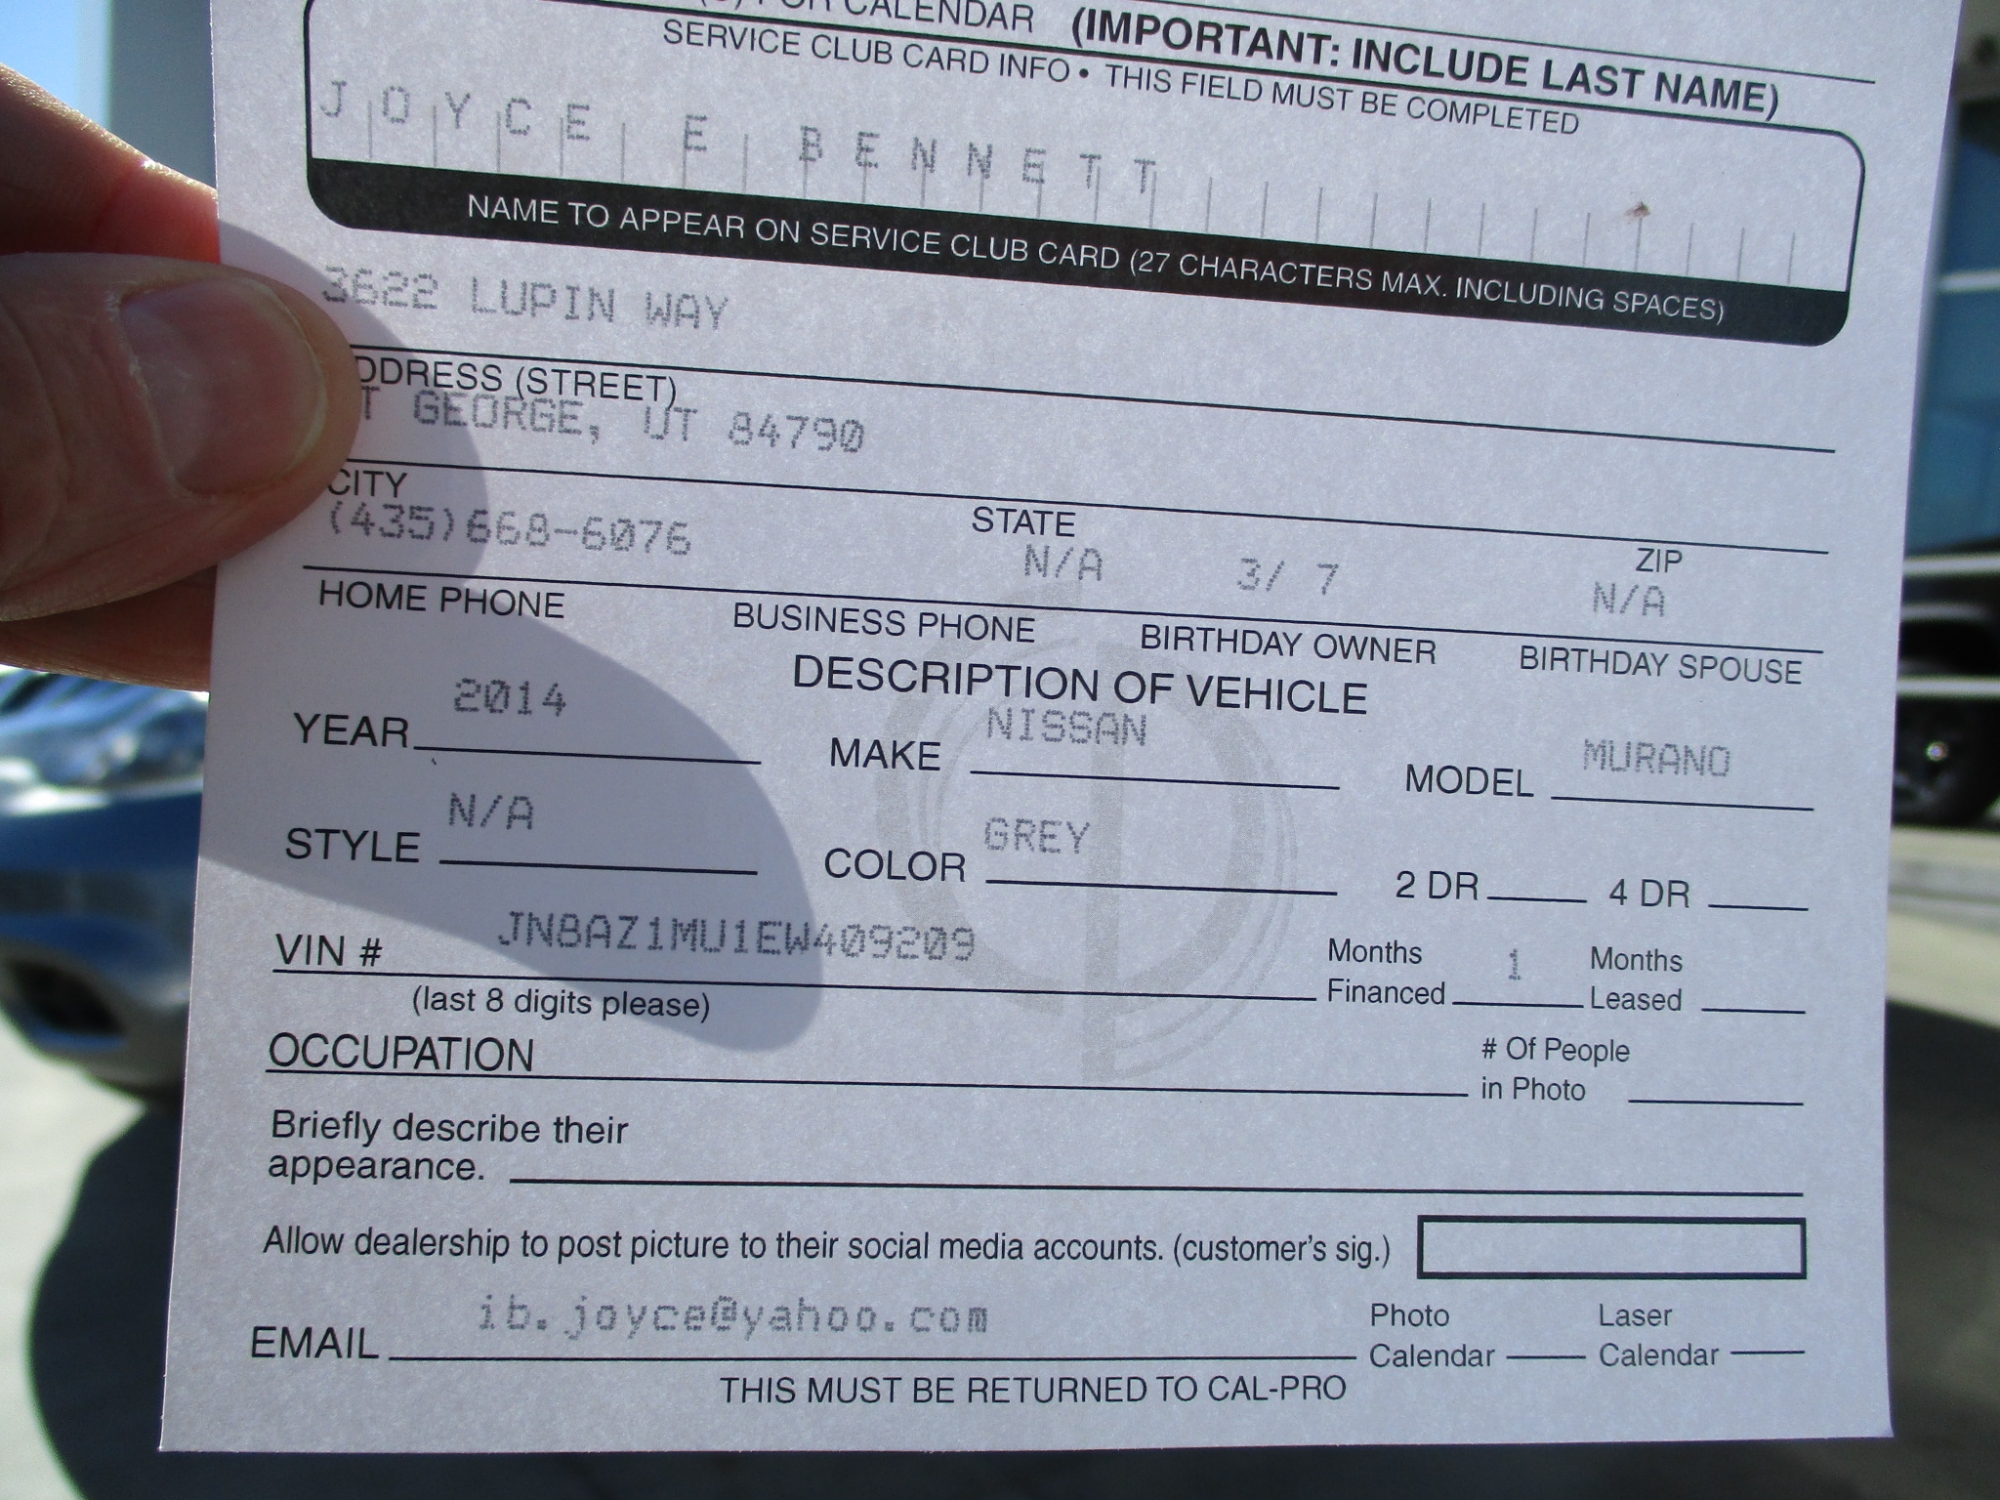 FOR CALENDAR (IMPORTANT: INCLUDE LAST NAME)
SERVICE CLUB CARD INFO • THIS FIELD MUST BE COMPLETED
JOYCE E BENNETT
NAME TO APPEAR ON SERVICE CLUB CARD (27 CHARACTERS MAX. INCLUDING SPACES)
3622 LUPIN WAY
DDRESS (STREET)
T GEORGE, UT 84790
CITY STATE ZIP
(435)668-6076 N/A 3/ 7 N/A
HOME PHONE BUSINESS PHONE BIRTHDAY OWNER BIRTHDAY SPOUSE
DESCRIPTION OF VEHICLE
YEAR 2014 MAKE NISSAN MODEL MURANO
STYLE N/A COLOR GREY 2 DR 4 DR
VIN # JN8AZ1MU1EW409209 Months Financed 1 Months Leased
(last 8 digits please)
OCCUPATION # Of People in Photo
Briefly describe their
appearance.
Allow dealership to post picture to their social media accounts. (customer's sig.)
EMAIL ib.joyce@yahoo.com Photo Calendar Laser Calendar
THIS MUST BE RETURNED TO CAL-PRO